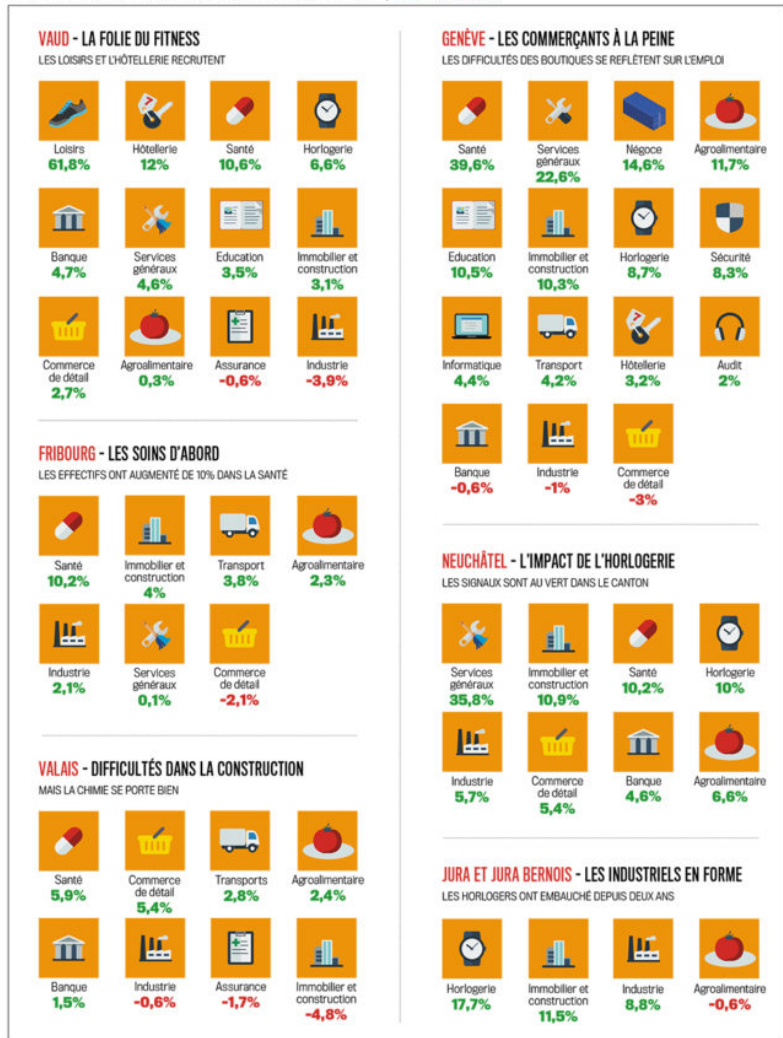 VAUD - LA FOLIE DU FITNESS
LES LOISIRS ET L'HÔTELLERIE RECRUTENT
Loisirs
61,8%
Hôtellerie
12%
Santé
10,6%
Horlogerie
6,6%
Banque
4,7%
Services
généraux
4,6%
Education
3,5%
Immobilier et
construction
3,1%
Commerce
de détail
2,7%
Agroalimentaire
0,3%
Assurance
-0,6%
Industrie
-3,9%
FRIBOURG - LES SOINS D'ABORD
LES EFFECTIFS ONT AUGMENTÉ DE 10% DANS LA SANTÉ
Santé
10,2%
Immobilier et
construction
4%
Transport
3,8%
Agroalimentaire
2,3%
Industrie
2,1%
Services
généraux
0,1%
Commerce
de détail
-2,1%
VALAIS - DIFFICULTÉS DANS LA CONSTRUCTION
MAIS LA CHIMIE SE PORTE BIEN
Santé
5,9%
Commerce
de détail
5,4%
Transports
2,8%
Agroalimentaire
2,4%
Banque
1,5%
Industrie
-0,6%
Assurance
-1,7%
Immobilier et
construction
-4,8%
GENÈVE - LES COMMERÇANTS À LA PEINE
LES DIFFICULTÉS DES BOUTIQUES SE REFLÈTENT SUR L'EMPLOI
Santé
39,6%
Services
généraux
22,6%
Négoce
14,6%
Agroalimentaire
11,7%
Education
10,5%
Immobilier et
construction
10,3%
Horlogerie
8,7%
Sécurité
8,3%
Informatique
4,4%
Transport
4,2%
Hôtellerie
3,2%
Audit
2%
Banque
-0,6%
Industrie
-1%
Commerce
de détail
-3%
NEUCHÂTEL - L'IMPACT DE L'HORLOGERIE
LES SIGNAUX SONT AU VERT DANS LE CANTON
Services
généraux
35,8%
Immobilier et
construction
10,9%
Santé
10,2%
Horlogerie
10%
Industrie
5,7%
Commerce
de détail
5,4%
Banque
4,6%
Agroalimentaire
6,6%
JURA ET JURA BERNOIS - LES INDUSTRIELS EN FORME
LES HORLOGERS ONT EMBAUCHÉ DEPUIS DEUX ANS
Horlogerie
17,7%
Immobilier et
construction
11,5%
Industrie
8,8%
Agroalimentaire
-0,6%